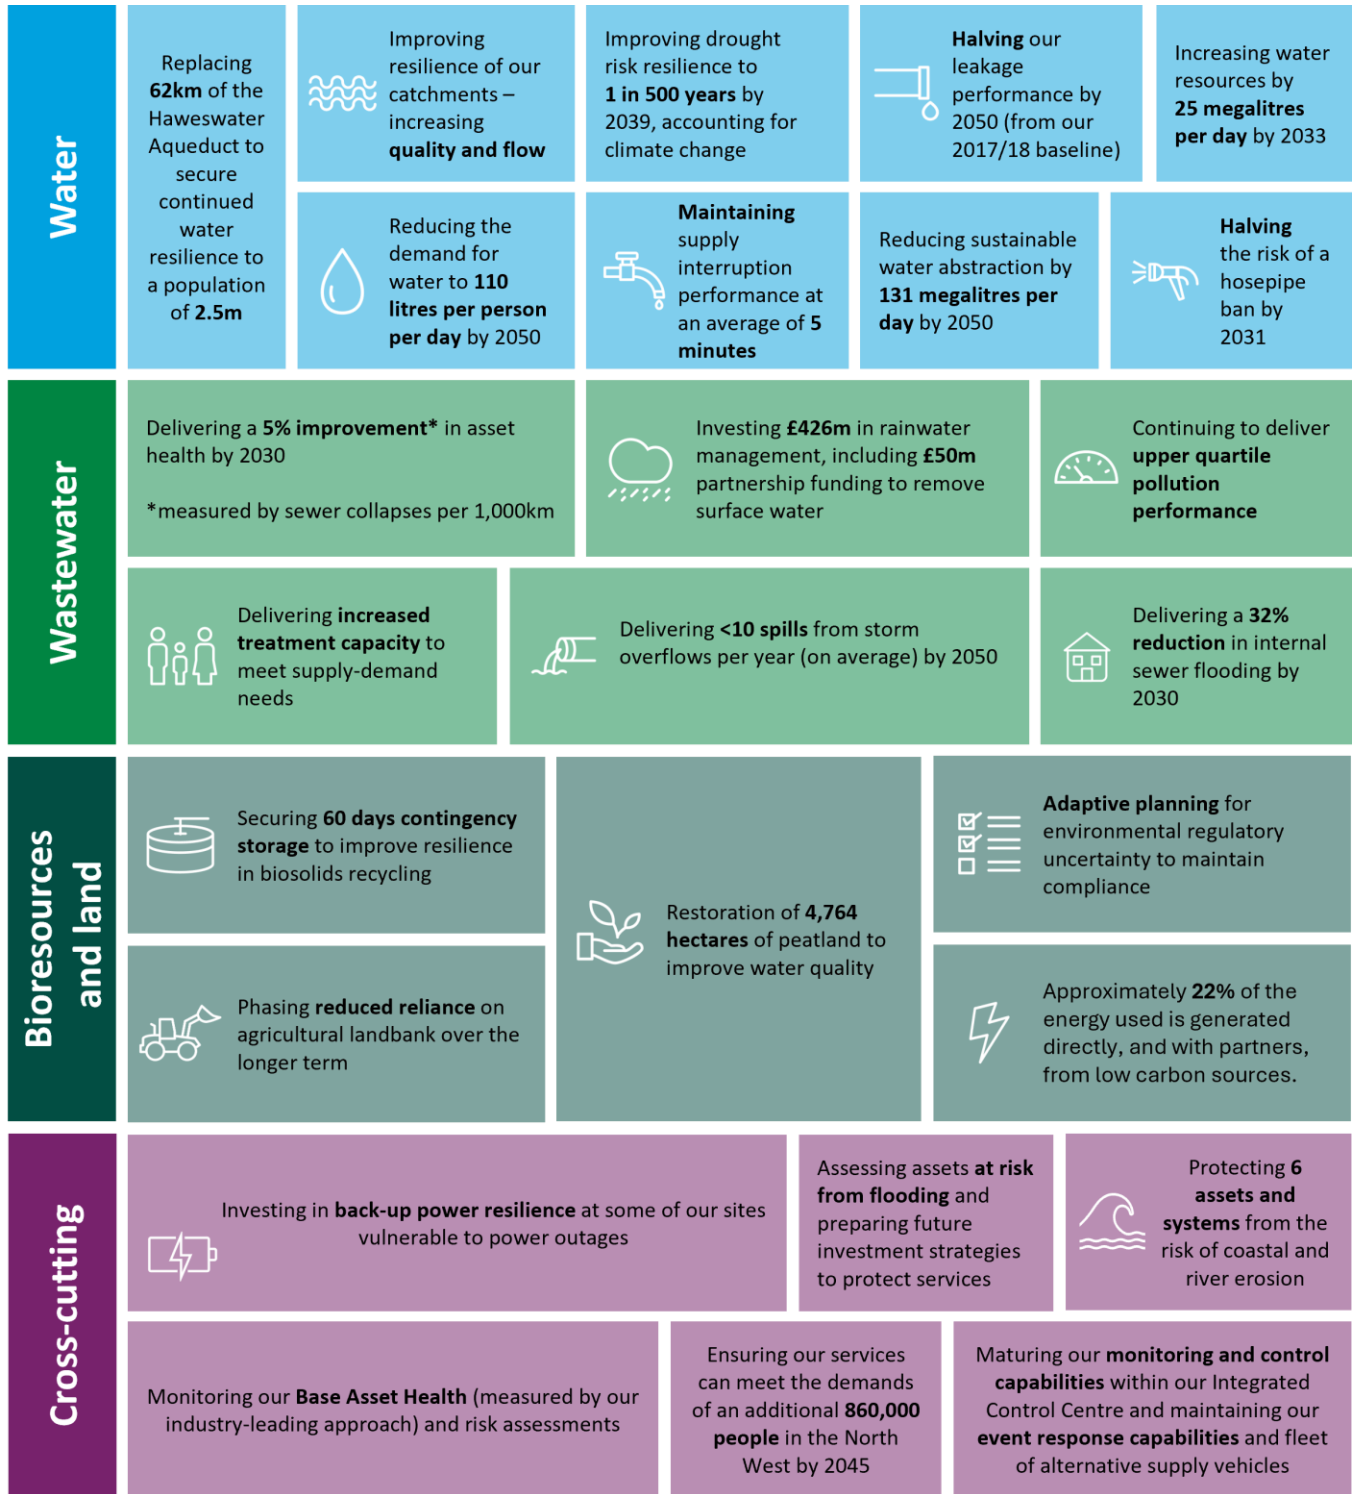 Water
Replacing
62km of the
Haweswater
Aqueduct to
secure
continued
water
resilience to
a population
of 2.5m
Improving
resilience of our
catchments –
increasing
quality and flow
Improving drought
risk resilience to
1 in 500 years by
2039, accounting for
climate change
Halving our
leakage
performance by
2050 (from our
2017/18 baseline)
Increasing water
resources by
25 megalitres
per day by 2033
Reducing the
demand for
water to 110
litres per person
per day by 2050
Maintaining
supply
interruption
performance at
an average of 5
minutes
Reducing sustainable
water abstraction by
131 megalitres per
day by 2050
Halving
the risk of a
hosepipe
ban by
2031
Wastewater
Delivering a 5% improvement* in asset
health by 2030
*measured by sewer collapses per 1,000km
Investing £426m in rainwater
management, including £50m
partnership funding to remove
surface water
Continuing to deliver
upper quartile
pollution
performance
Delivering increased
treatment capacity to
meet supply-demand
needs
Delivering <10 spills from storm
overflows per year (on average) by 2050
Delivering a 32%
reduction in internal
sewer flooding by
2030
Bioresources
and land
Securing 60 days contingency
storage to improve resilience
in biosolids recycling
Phasing reduced reliance on
agricultural landbank over the
longer term
Restoration of 4,764
hectares of peatland to
improve water quality
Adaptive planning for
environmental regulatory
uncertainty to maintain
compliance
Approximately 22% of the
energy used is generated
directly, and with partners,
from low carbon sources.
Cross-cutting
Investing in back-up power resilience at some of our sites
vulnerable to power outages
Assessing assets at risk
from flooding and
preparing future
investment strategies
to protect services
Protecting 6
assets and
systems from the
risk of coastal and
river erosion
Monitoring our Base Asset Health (measured by our
industry-leading approach) and risk assessments
Ensuring our services
can meet the demands
of an additional 860,000
people in the North
West by 2045
Maturing our monitoring and control
capabilities within our Integrated
Control Centre and maintaining our
event response capabilities and fleet
of alternative supply vehicles